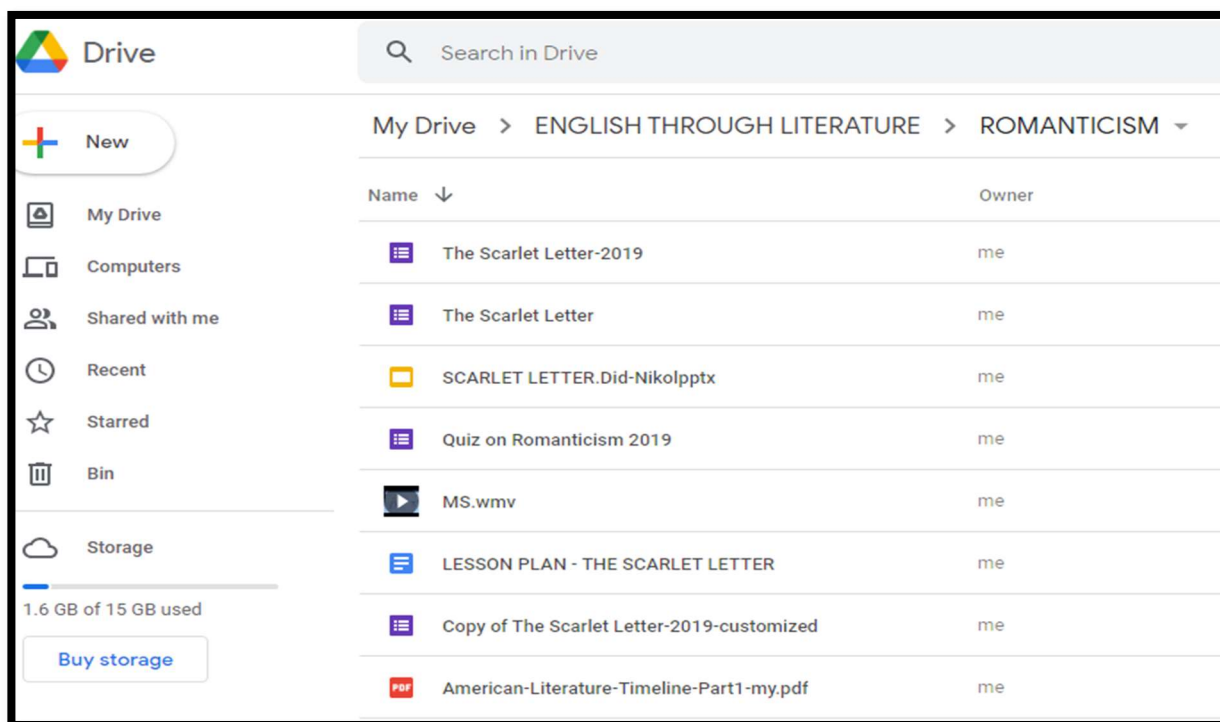 Drive
Search in Drive
New
My Drive
Computers
Shared with me
Recent
Starred
Bin
Storage
1.6 GB of 15 GB used
Buy storage
My Drive > ENGLISH THROUGH LITERATURE > ROMANTICISM
Name Owner
The Scarlet Letter-2019 me
The Scarlet Letter me
SCARLET LETTER.Did-Nikolpptx me
Quiz on Romanticism 2019 me
MS.wmv me
LESSON PLAN - THE SCARLET LETTER me
Copy of The Scarlet Letter-2019-customized me
PDF American-Literature-Timeline-Part1-my.pdf me